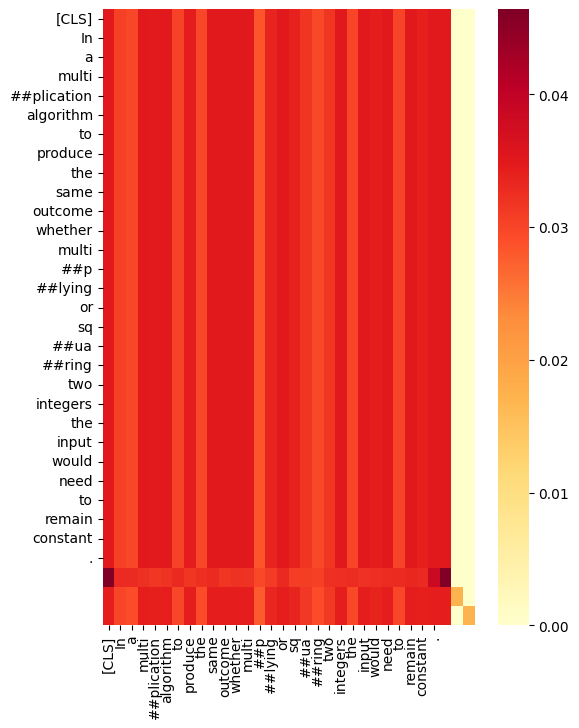 [CLS]
In
a
multi
##plication
algorithm
to
produce
the
same
outcome
whether
multi
##p
##lying
or
sq
##ua
##ring
two
integers
the
input
would
need
to
remain
constant
.
[CLS]
In
a
multi
##plication
algorithm
to
produce
the
same
outcome
whether
multi
##p
##lying
or
sq
##ua
##ring
two
integers
the
input
would
need
to
remain
constant
.
0.04
0.03
0.02
0.01
0.00